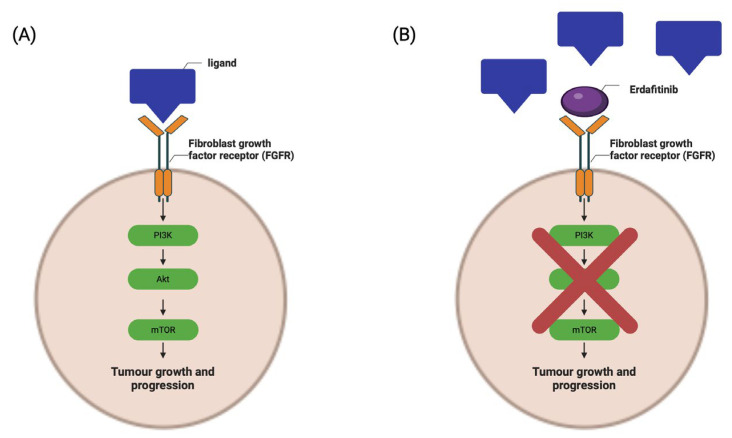 (A)
ligand
Fibroblast growth
factor receptor (FGFR)
PI3K
Akt
mTOR
Tumour growth and
progression
(B)
Erdafitinib
Fibroblast growth
factor receptor (FGFR)
PI3K
mTOR
Tumour growth and
progression